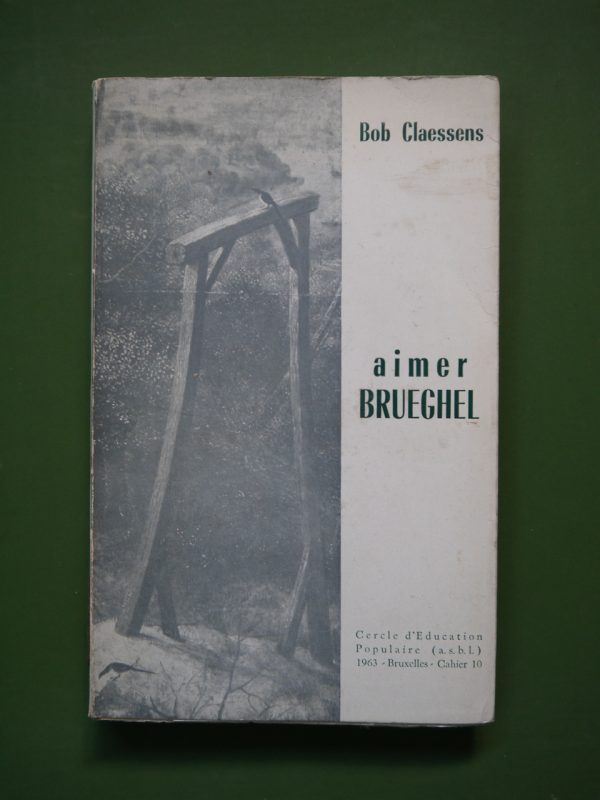 Bob Claessens
aimer
BRUEGHEL
Cercle d'Education
Populaire (a.s.b.l.)
1963 - Bruxelles - Cahier 10